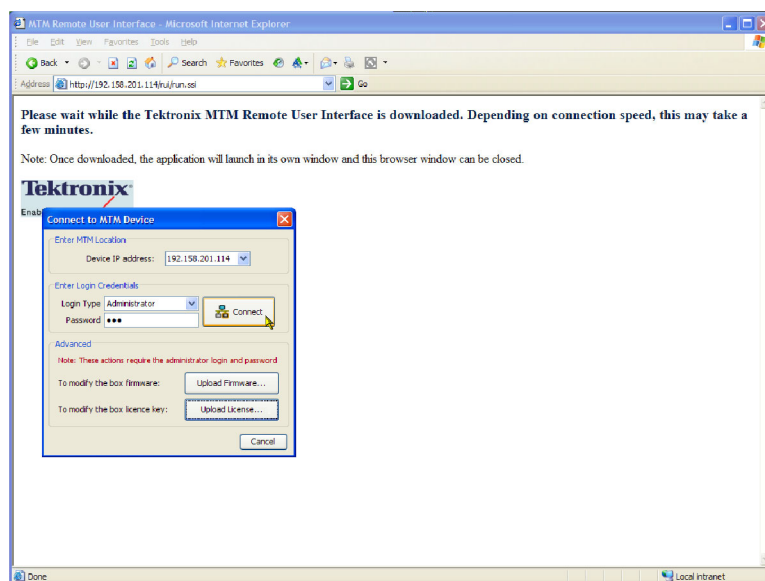 MTM Remote User Interface - Microsoft Internet Explorer
File Edit View Favorites Tools Help
Back Search Favorites
Address http://192.158.201.114/rui/run.ssi Go
Please wait while the Tektronix MTM Remote User Interface is downloaded. Depending on connection speed, this may take a
few minutes.
Note: Once downloaded, the application will launch in its own window and this browser window can be closed.
Tektronix
Enab
Connect to MTM Device
Enter MTM Location
Device IP address: 192.158.201.114
Enter Login Credentials
Login Type Administrator
Connect
Password •••
Advanced
Note: These actions require the administrator login and password
To modify the box firmware: Upload Firmware...
To modify the box licence key: Upload License...
Cancel
Done Local intranet